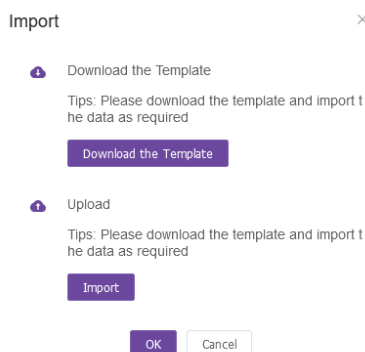 Import
Download the Template
Tips: Please download the template and import t
he data as required
Download the Template
Upload
Tips: Please download the template and import t
he data as required
Import
OK Cancel